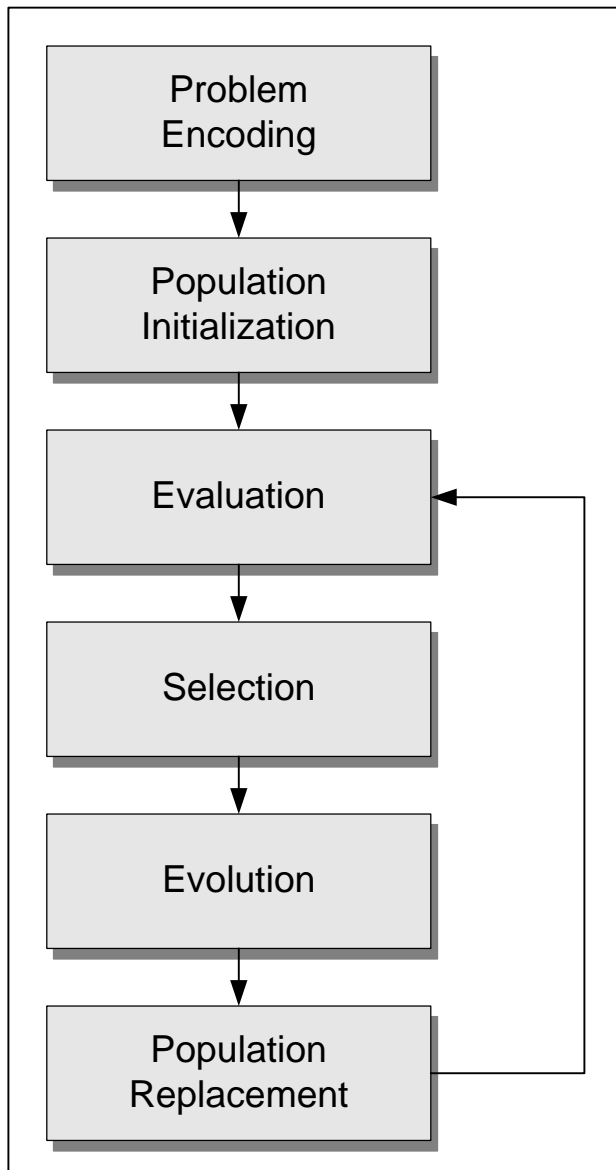 Problem
Encoding
Population
Initialization
Evaluation
Selection
Evolution
Population
Replacement